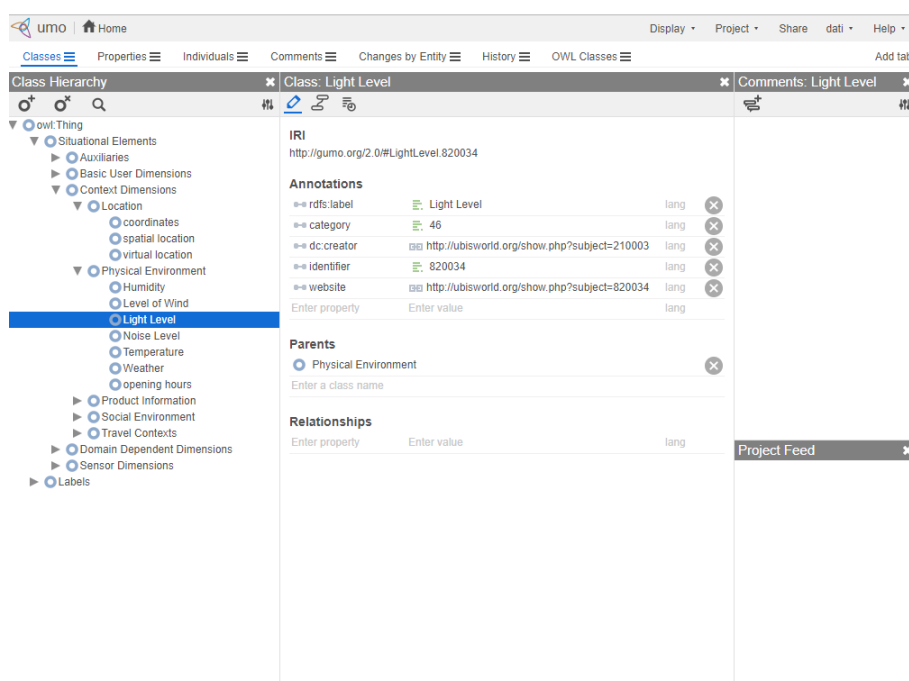 umo Home Display Project Share dati Help
Classes Properties Individuals Comments Changes by Entity History OWL Classes Add tab
Class Hierarchy
owl:Thing
Situational Elements
Auxiliaries
Basic User Dimensions
Context Dimensions
Location
coordinates
spatial location
virtual location
Physical Environment
Humidity
Level of Wind
Light Level
Noise Level
Temperature
Weather
opening hours
Product Information
Social Environment
Travel Contexts
Domain Dependent Dimensions
Sensor Dimensions
Labels
Class: Light Level
IRI
http://gumo.org/2.0/#LightLevel.820034
Annotations
rdfs:label Light Level lang
category 46 lang
dc:creator http://ubisworld.org/show.php?subject=210003 lang
identifier 820034 lang
website http://ubisworld.org/show.php?subject=820034 lang
Enter property Enter value lang
Parents
Physical Environment
Enter a class name
Relationships
Enter property Enter value lang
Comments: Light Level
Project Feed